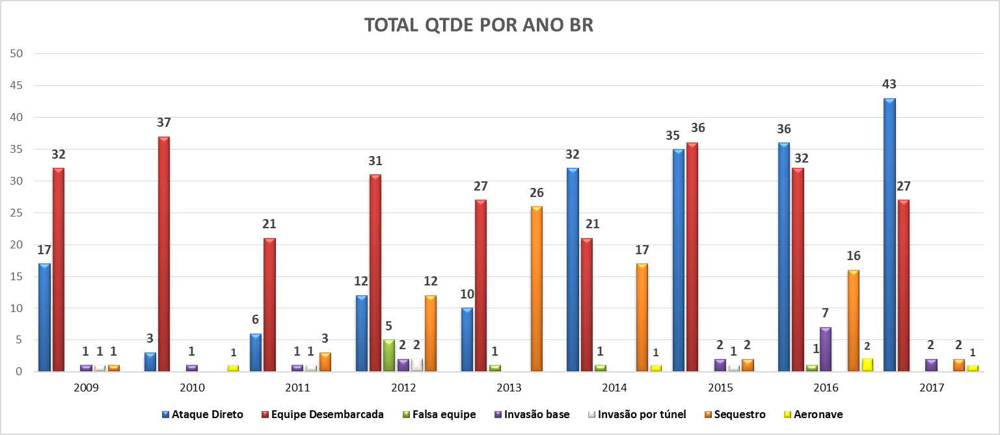 TOTAL QTDE POR ANO BR
50
45
40
35
30
25
20
15
10
5
0
17 32 1 1 1
3 37 1 1
6 21 1 1 3
12 31 5 2 2 12
10 27 1 26
32 21 1 17 1
35 36 2 1 2
36 32 1 7 16 2
43 27 2 2 1
2009 2010 2011 2012 2013 2014 2015 2016 2017
Ataque Direto Equipe Desembarcada Falsa equipe Invasão base Invasão por túnel Sequestro Aeronave